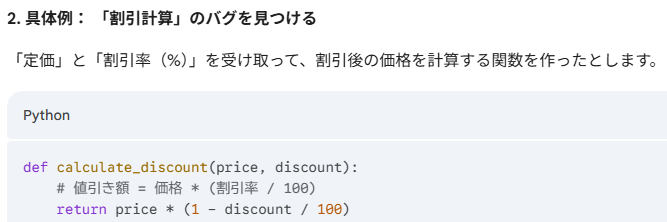 2. 具体例： 「割引計算」のバグを見つける
「定価」と「割引率（%）」を受け取って、割引後の価格を計算する関数を作ったとします。
Python
def calculate_discount(price, discount):
    # 値引き額 = 価格 * (割引率 / 100)
    return price * (1 - discount / 100)